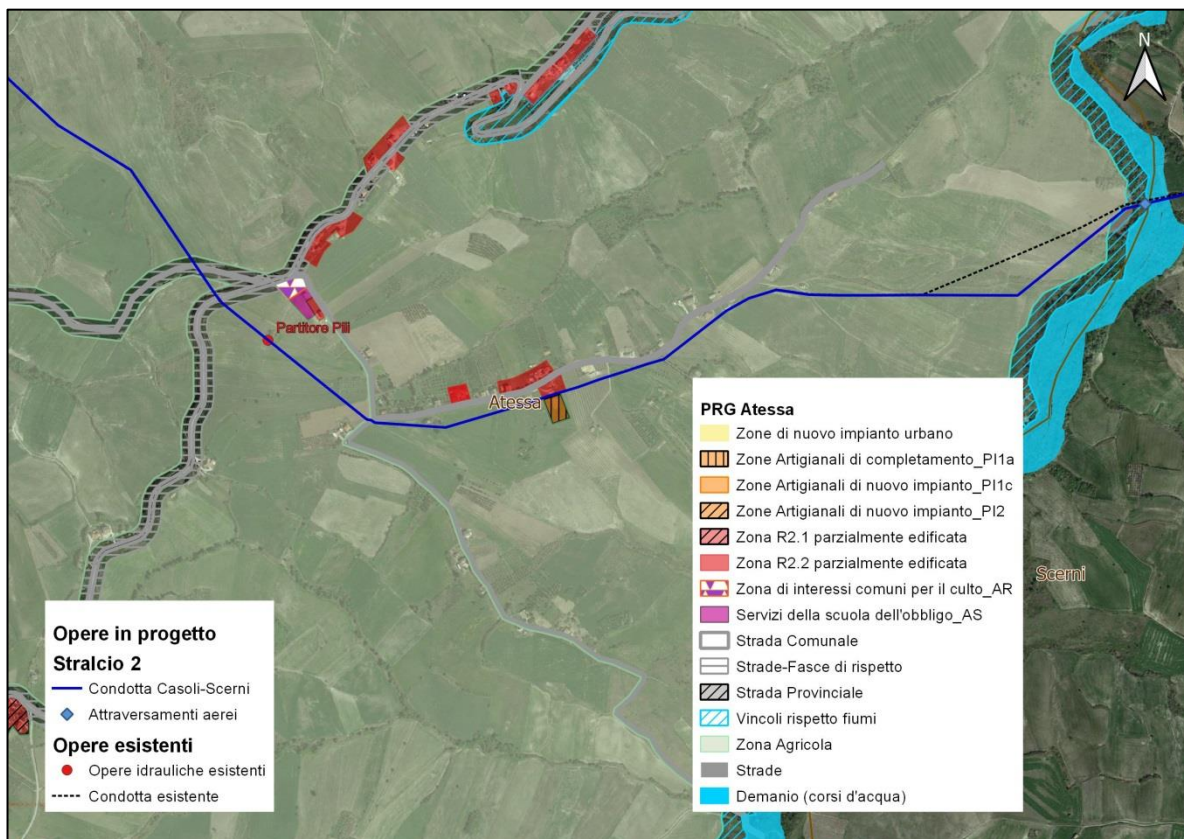 N
Partitore PIII
Atessa
Scerni
Opere in progetto
Stralcio 2
Condotta Casoli-Scerni
Attraversamenti aerei
Opere esistenti
Opere idrauliche esistenti
Condotta esistente
PRG Atessa
Zone di nuovo impianto urbano
Zone Artigianali di completamento_PI1a
Zone Artigianali di nuovo impianto_PI1c
Zone Artigianali di nuovo impianto_PI2
Zona R2.1 parzialmente edificata
Zona R2.2 parzialmente edificata
Zona di interessi comuni per il culto_AR
Servizi della scuola dell'obbligo_AS
Strada Comunale
Strade-Fasce di rispetto
Strada Provinciale
Vincoli rispetto fiumi
Zona Agricola
Strade
Demanio (corsi d'acqua)